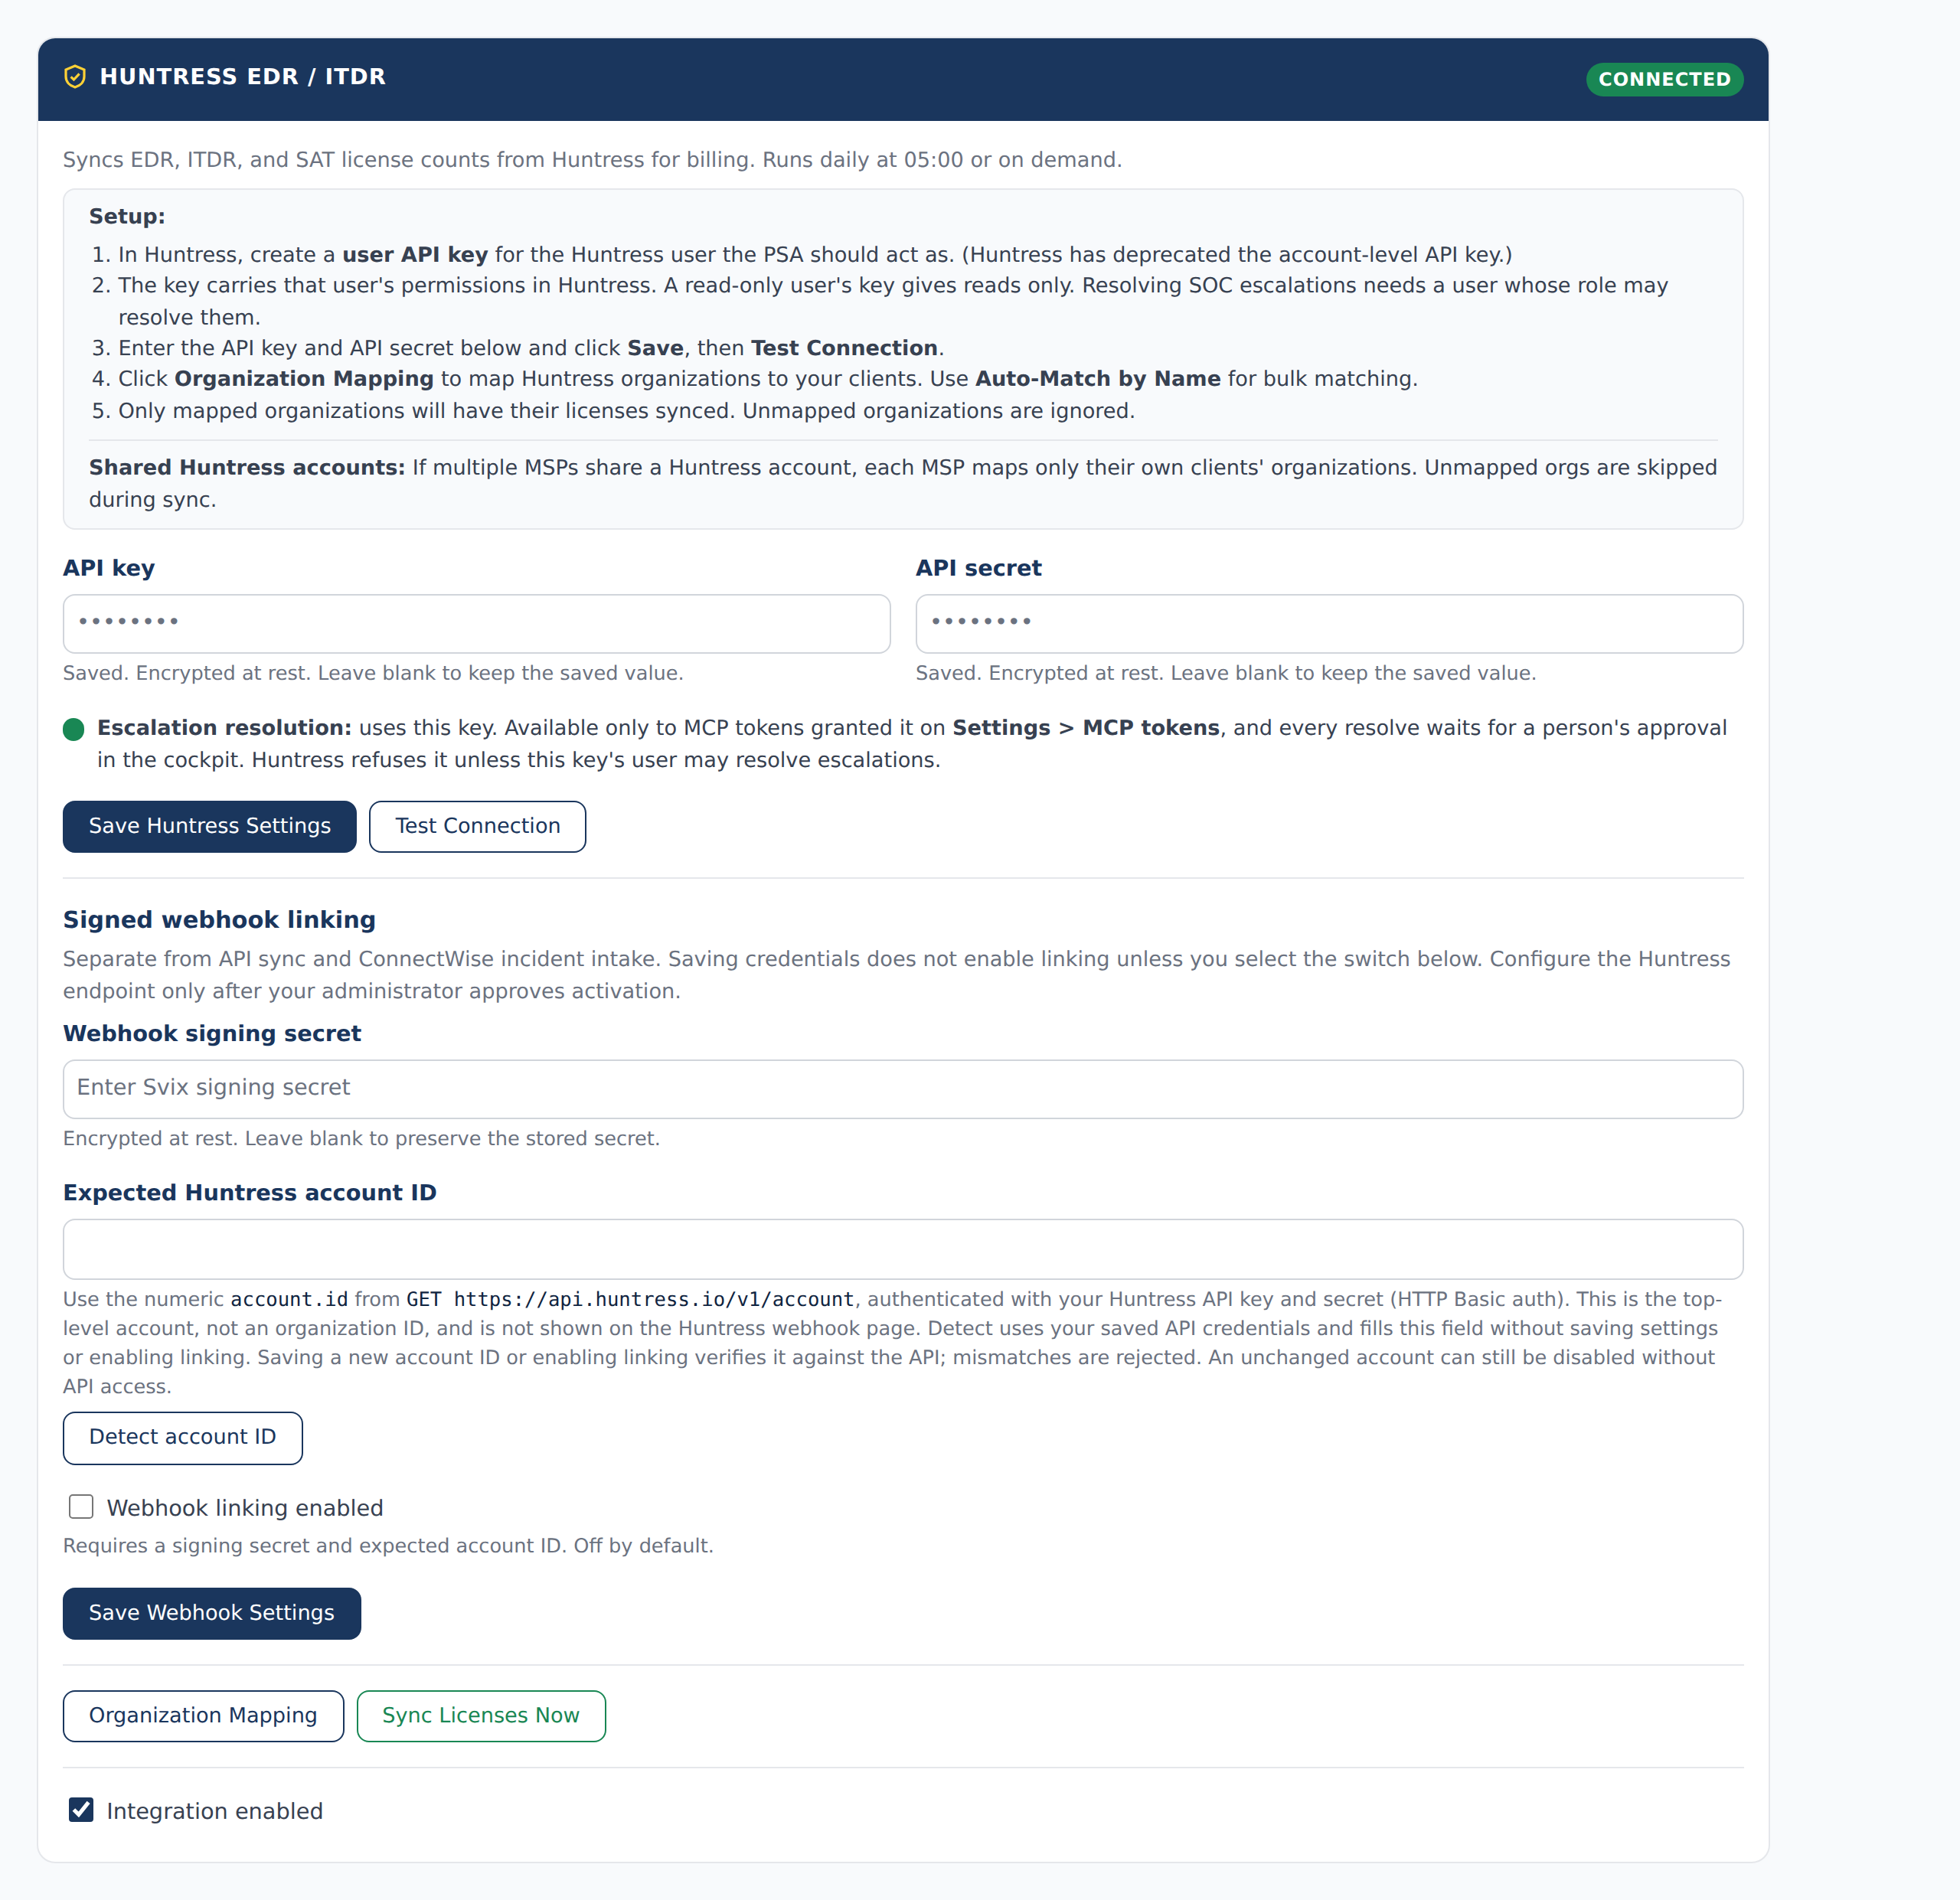 HUNTRESS EDR / ITDR
CONNECTED
Syncs EDR, ITDR, and SAT license counts from Huntress for billing. Runs daily at 05:00 or on demand.
Setup:
1. In Huntress, create a user API key for the Huntress user the PSA should act as. (Huntress has deprecated the account-level API key.)
2. The key carries that user's permissions in Huntress. A read-only user's key gives reads only. Resolving SOC escalations needs a user whose role may
resolve them.
3. Enter the API key and API secret below and click Save, then Test Connection.
4. Click Organization Mapping to map Huntress organizations to your clients. Use Auto-Match by Name for bulk matching.
5. Only mapped organizations will have their licenses synced. Unmapped organizations are ignored.
Shared Huntress accounts: If multiple MSPs share a Huntress account, each MSP maps only their own clients' organizations. Unmapped orgs are skipped
during sync.
API key
••••••••
Saved. Encrypted at rest. Leave blank to keep the saved value.
API secret
••••••••
Saved. Encrypted at rest. Leave blank to keep the saved value.
Escalation resolution: uses this key. Available only to MCP tokens granted it on Settings > MCP tokens, and every resolve waits for a person's approval
in the cockpit. Huntress refuses it unless this key's user may resolve escalations.
Save Huntress Settings
Test Connection
Signed webhook linking
Separate from API sync and ConnectWise incident intake. Saving credentials does not enable linking unless you select the switch below. Configure the Huntress
endpoint only after your administrator approves activation.
Webhook signing secret
Enter Svix signing secret
Encrypted at rest. Leave blank to preserve the stored secret.
Expected Huntress account ID
Use the numeric account.id from GET https://api.huntress.io/v1/account, authenticated with your Huntress API key and secret (HTTP Basic auth). This is the top-
level account, not an organization ID, and is not shown on the Huntress webhook page. Detect uses your saved API credentials and fills this field without saving settings
or enabling linking. Saving a new account ID or enabling linking verifies it against the API; mismatches are rejected. An unchanged account can still be disabled without
API access.
Detect account ID
Webhook linking enabled
Requires a signing secret and expected account ID. Off by default.
Save Webhook Settings
Organization Mapping
Sync Licenses Now
Integration enabled